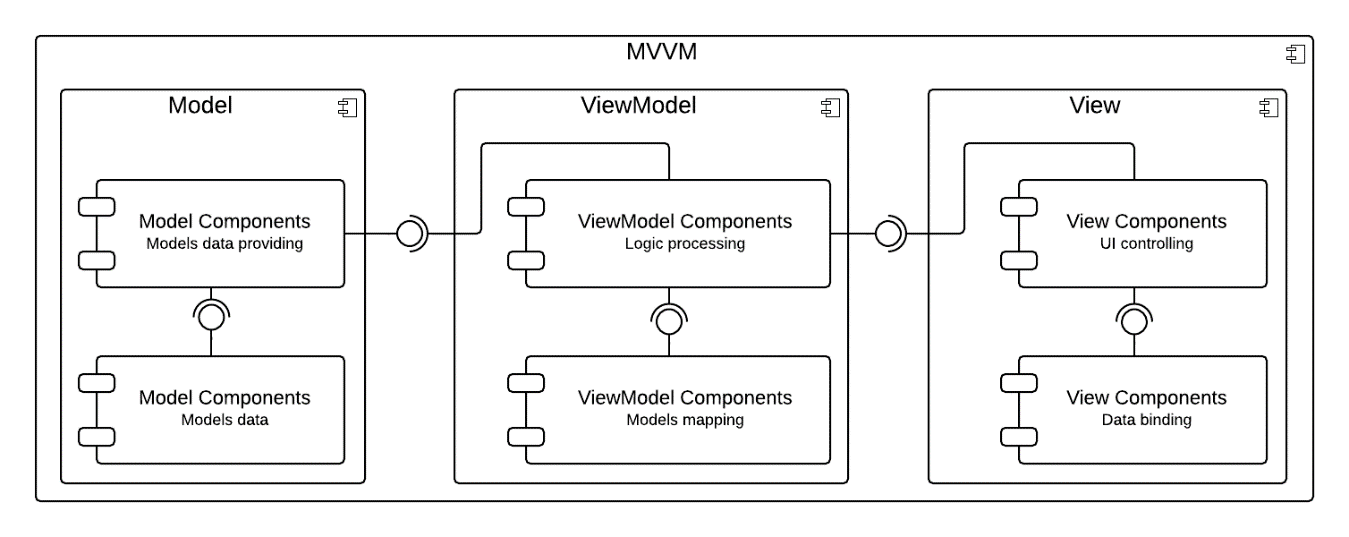 MVVM
Model
Model Components
Models data providing
Model Components
Models data
ViewModel
ViewModel Components
Logic processing
ViewModel Components
Models mapping
View
View Components
UI controlling
View Components
Data binding